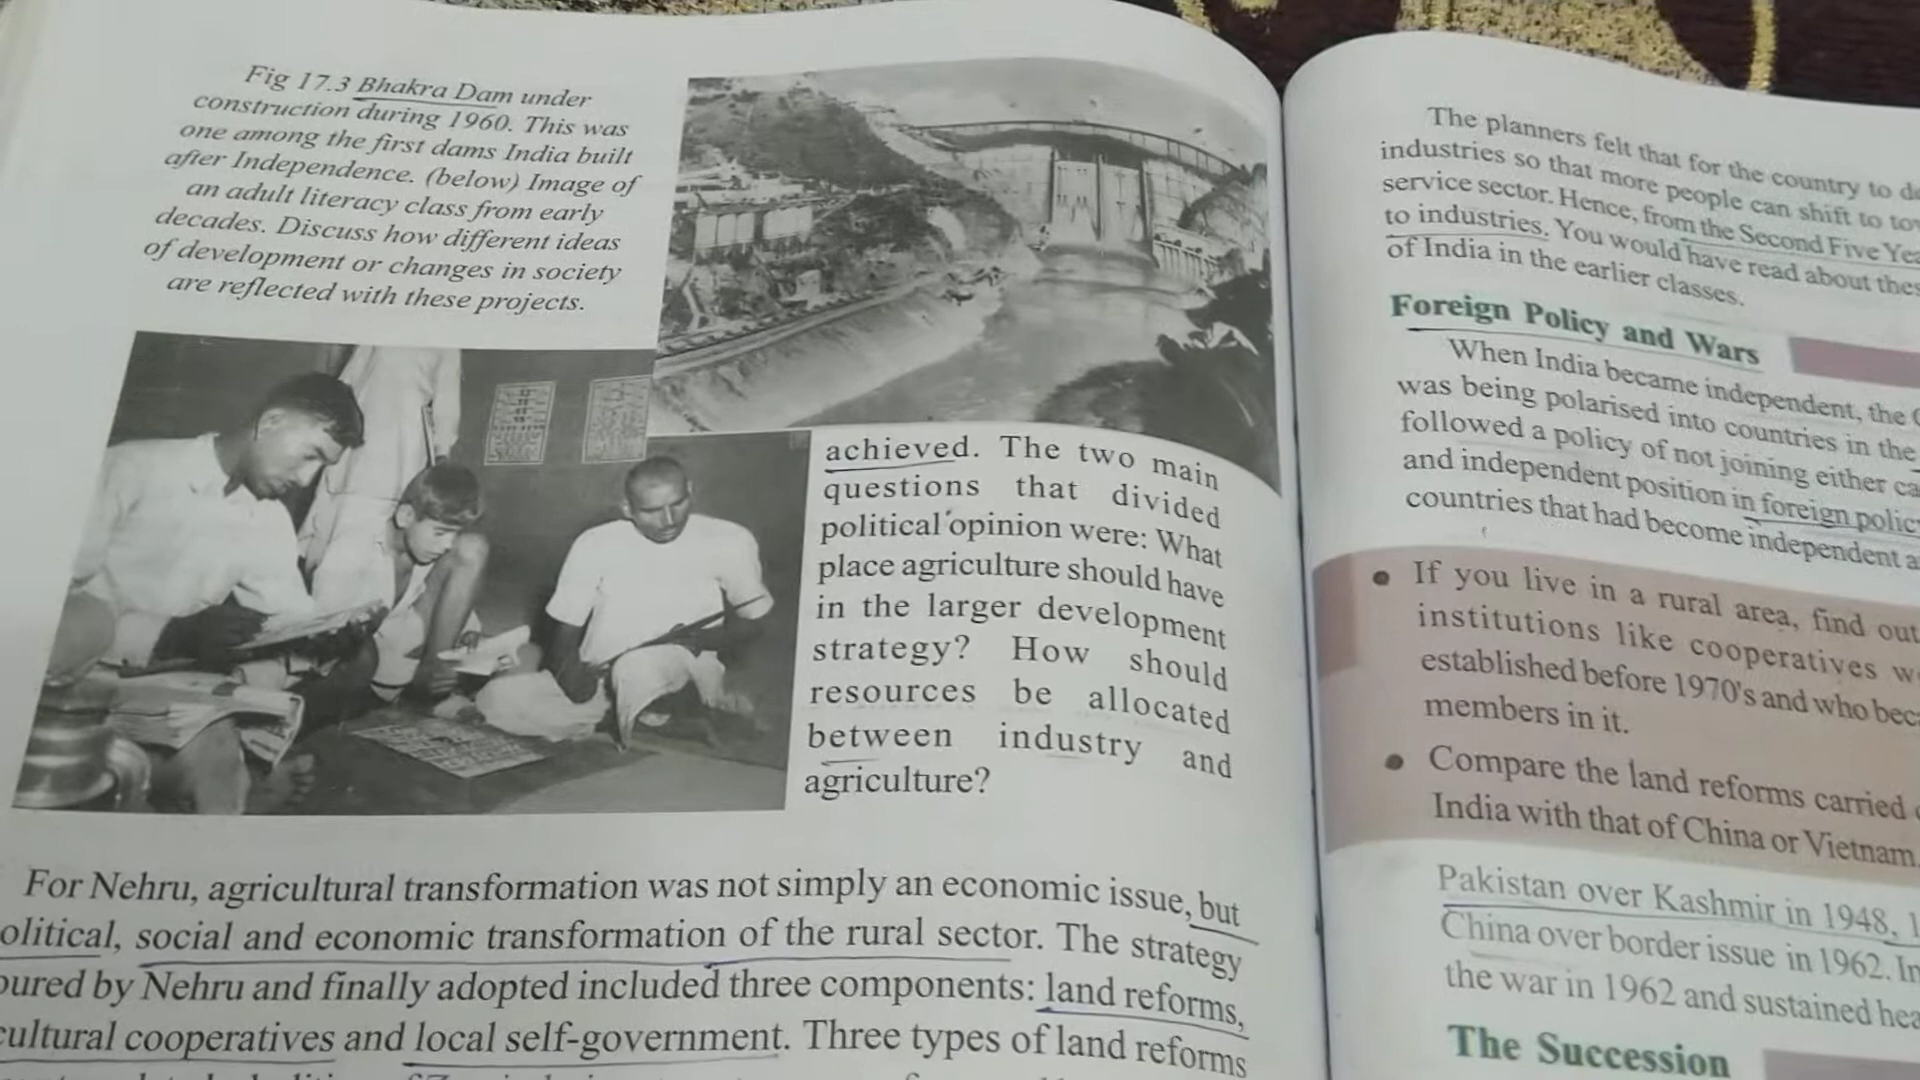 Fig 17.3 Bhakra Dam under
construction during 1960. This was
one among the first dams India built
after Independence. (below) Image of
an adult literacy class from early
decades. Discuss how different ideas
of development or changes in society
are reflected with these projects.
achieved. The two main
questions that divided
political opinion were: What
place agriculture should have
in the larger development
strategy? How should
resources be allocated
between industry and
agriculture?
For Nehru, agricultural transformation was not simply an economic issue, but
olitical, social and economic transformation of the rural sector. The strategy
oured by Nehru and finally adopted included three components: land reforms,
cultural cooperatives and local self-government. Three types of land reforms
The planners felt that for the country to
industries so that more people can shift to
service sector. Hence, from the Second Five
to industries. You would have read about
of India in the earlier classes.
Foreign Policy and Wars
When India became independent, the
was being polarised into countries in the
followed a policy of not joining either
and independent position in foreign
countries that had become independent
• If you live in a rural area, find out
institutions like cooperatives
established before 1970's and who
members in it.
• Compare the land reforms carried
India with that of China or Vietnam
Pakistan over Kashmir in 1948,
China over border issue in 1962.
the war in 1962 and sustained
The Succession